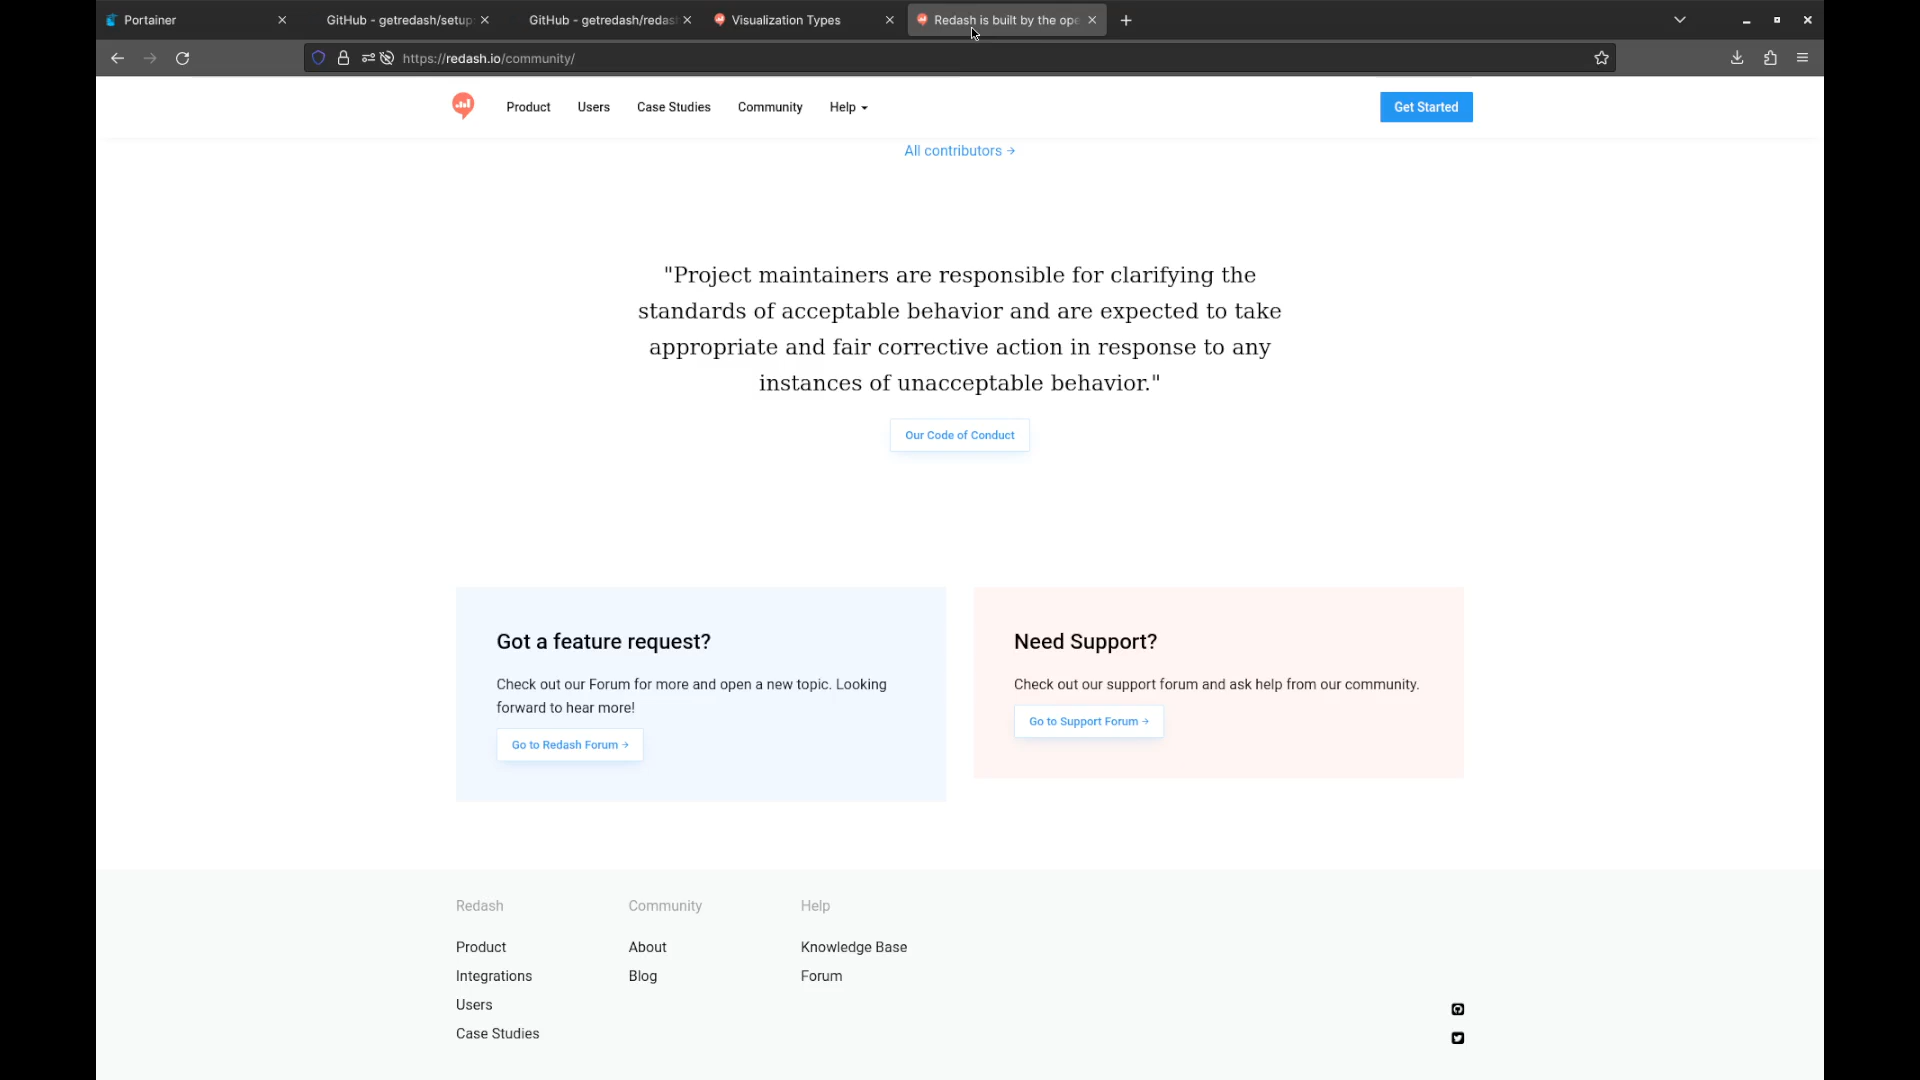 Portainer
GitHub - getredash/setup
GitHub - getredash/redash
Visualization Types
Redash is built by the ope
https://redash.io/community/
Product
Users
Case Studies
Community
Help
Get Started
All contributors →
"Project maintainers are responsible for clarifying the
standards of acceptable behavior and are expected to take
appropriate and fair corrective action in response to any
instances of unacceptable behavior."
Our Code of Conduct
Got a feature request?
Check out our Forum for more and open a new topic. Looking
forward to hear more!
Go to Redash Forum →
Need Support?
Check out our support forum and ask help from our community.
Go to Support Forum →
Redash
Product
Integrations
Users
Case Studies
Community
About
Blog
Help
Knowledge Base
Forum